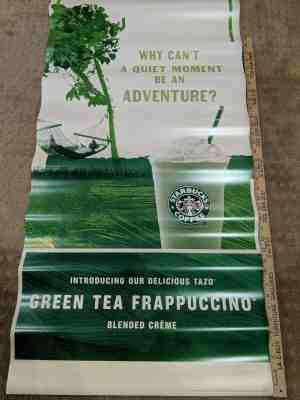 WHY CAN'T
A QUIET MOMENT
BE AN
ADVENTURE?
STARBUCKS
COFFEE
INTRODUCING OUR DELICIOUS TAZO®
GREEN TEA FRAPPUCCINO®
BLENDED CRÈME